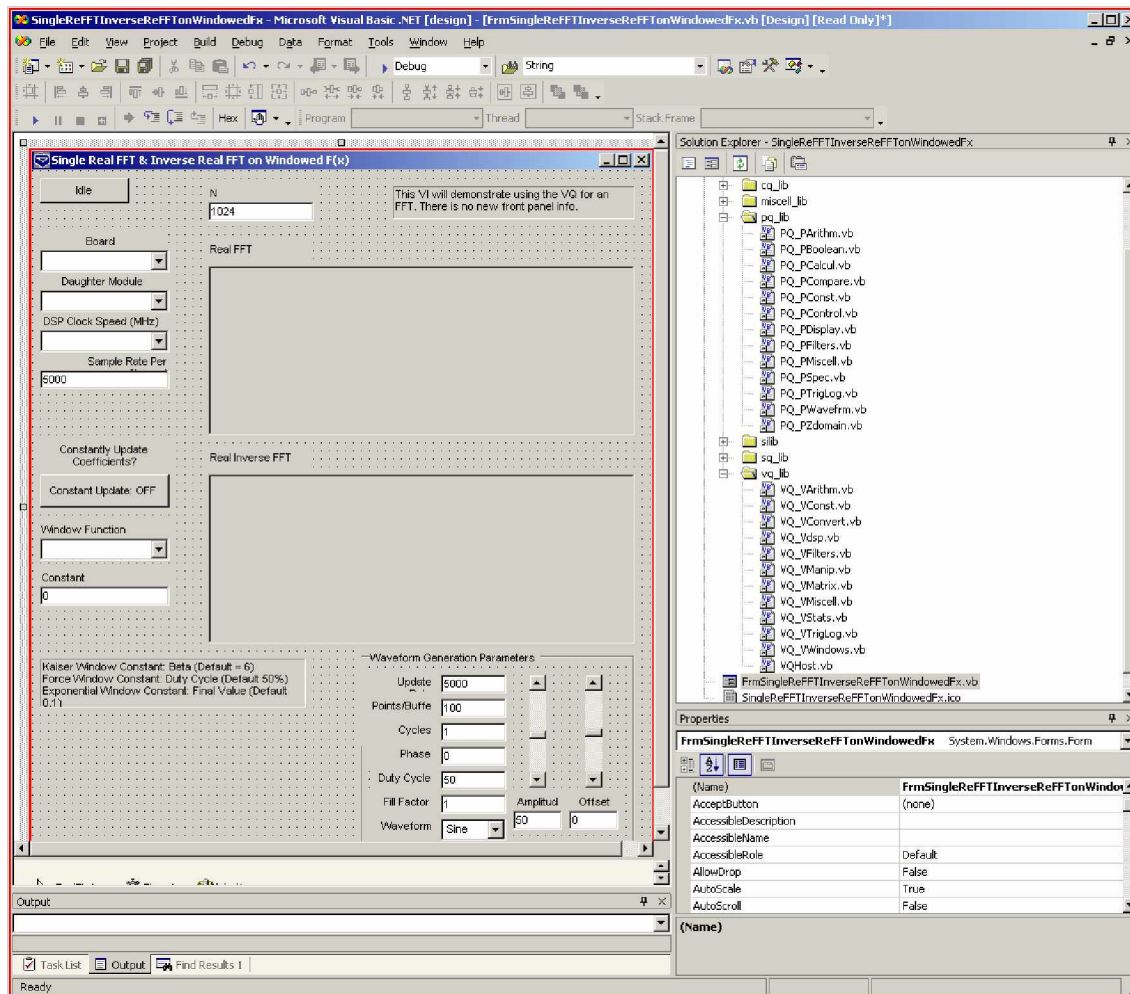 SingleReFFTInverseReFFTonWindowedFx - Microsoft Visual Basic .NET [design] - [FrmSingleReFFTInverseReFFTonWindowedFx.vb [Design] [Read Only]*]
File Edit View Project Build Debug Data Format Tools Window Help
Debug String
Hex Program Thread Stack Frame
Single Real FFT & Inverse Real FFT on Windowed F(x)
Idle
N
1024
This VI will demonstrate using the VQ for an
FFT. There is no new front panel info.
Board
Daughter Module
DSP Clock Speed (MHz)
Sample Rate Per
5000
Real FFT
Constantly Update
Coefficients?
Constant Update: OFF
Real Inverse FFT
Window Function
Constant
0
Kaiser Window Constant: Beta (Default = 6)
Force Window Constant: Duty Cycle (Default 50%)
Exponential Window Constant: Final Value (Default
0.1)
Waveform Generation Parameters
Update 5000
Points/Buffe 100
Cycles 1
Phase 0
Duty Cycle 50
Fill Factor 1
Waveform Sine
Amplitud Offset
50 0
Output
Task List Output Find Results 1
Ready
Solution Explorer - SingleReFFTInverseReFFTonWindowedFx
cq_lib
miscell_lib
pq_lib
PQ_PArithm.vb
PQ_PBoolean.vb
PQ_PCalcul.vb
PQ_PCompare.vb
PQ_PConst.vb
PQ_PControl.vb
PQ_PDisplay.vb
PQ_PFilters.vb
PQ_PMiscell.vb
PQ_PSpec.vb
PQ_PTrigLog.vb
PQ_PWavefrm.vb
PQ_PZdomain.vb
silib
sq_lib
vq_lib
VQ_VArithm.vb
VQ_VConst.vb
VQ_VConvert.vb
VQ_Vdsp.vb
VQ_VFilters.vb
VQ_VManip.vb
VQ_VMatrix.vb
VQ_VMiscell.vb
VQ_VStats.vb
VQ_VTrigLog.vb
VQ_VWindows.vb
VQHost.vb
FrmSingleReFFTInverseReFFTonWindowedFx.vb
SingleReFFTInverseReFFTonWindowedFx.ico
Properties
FrmSingleReFFTInverseReFFTonWindowedFx System.Windows.Forms.Form
(Name) FrmSingleReFFTInverseReFFTonWindow
AcceptButton (none)
AccessibleDescription
AccessibleName
AccessibleRole Default
AllowDrop False
AutoScale True
AutoScroll False
(Name)